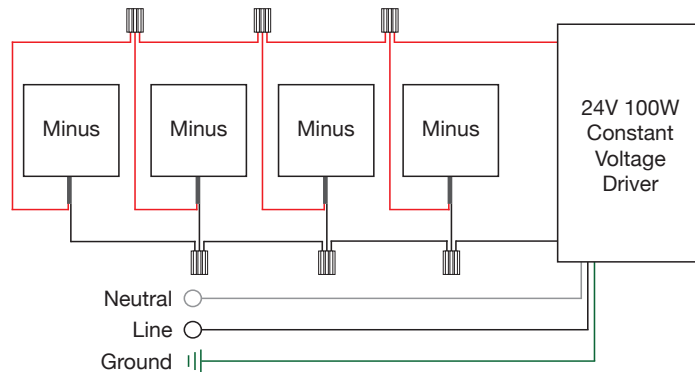 Minus
Minus
Minus
Minus
24V 100W
Constant
Voltage
Driver
Neutral
Line
Ground